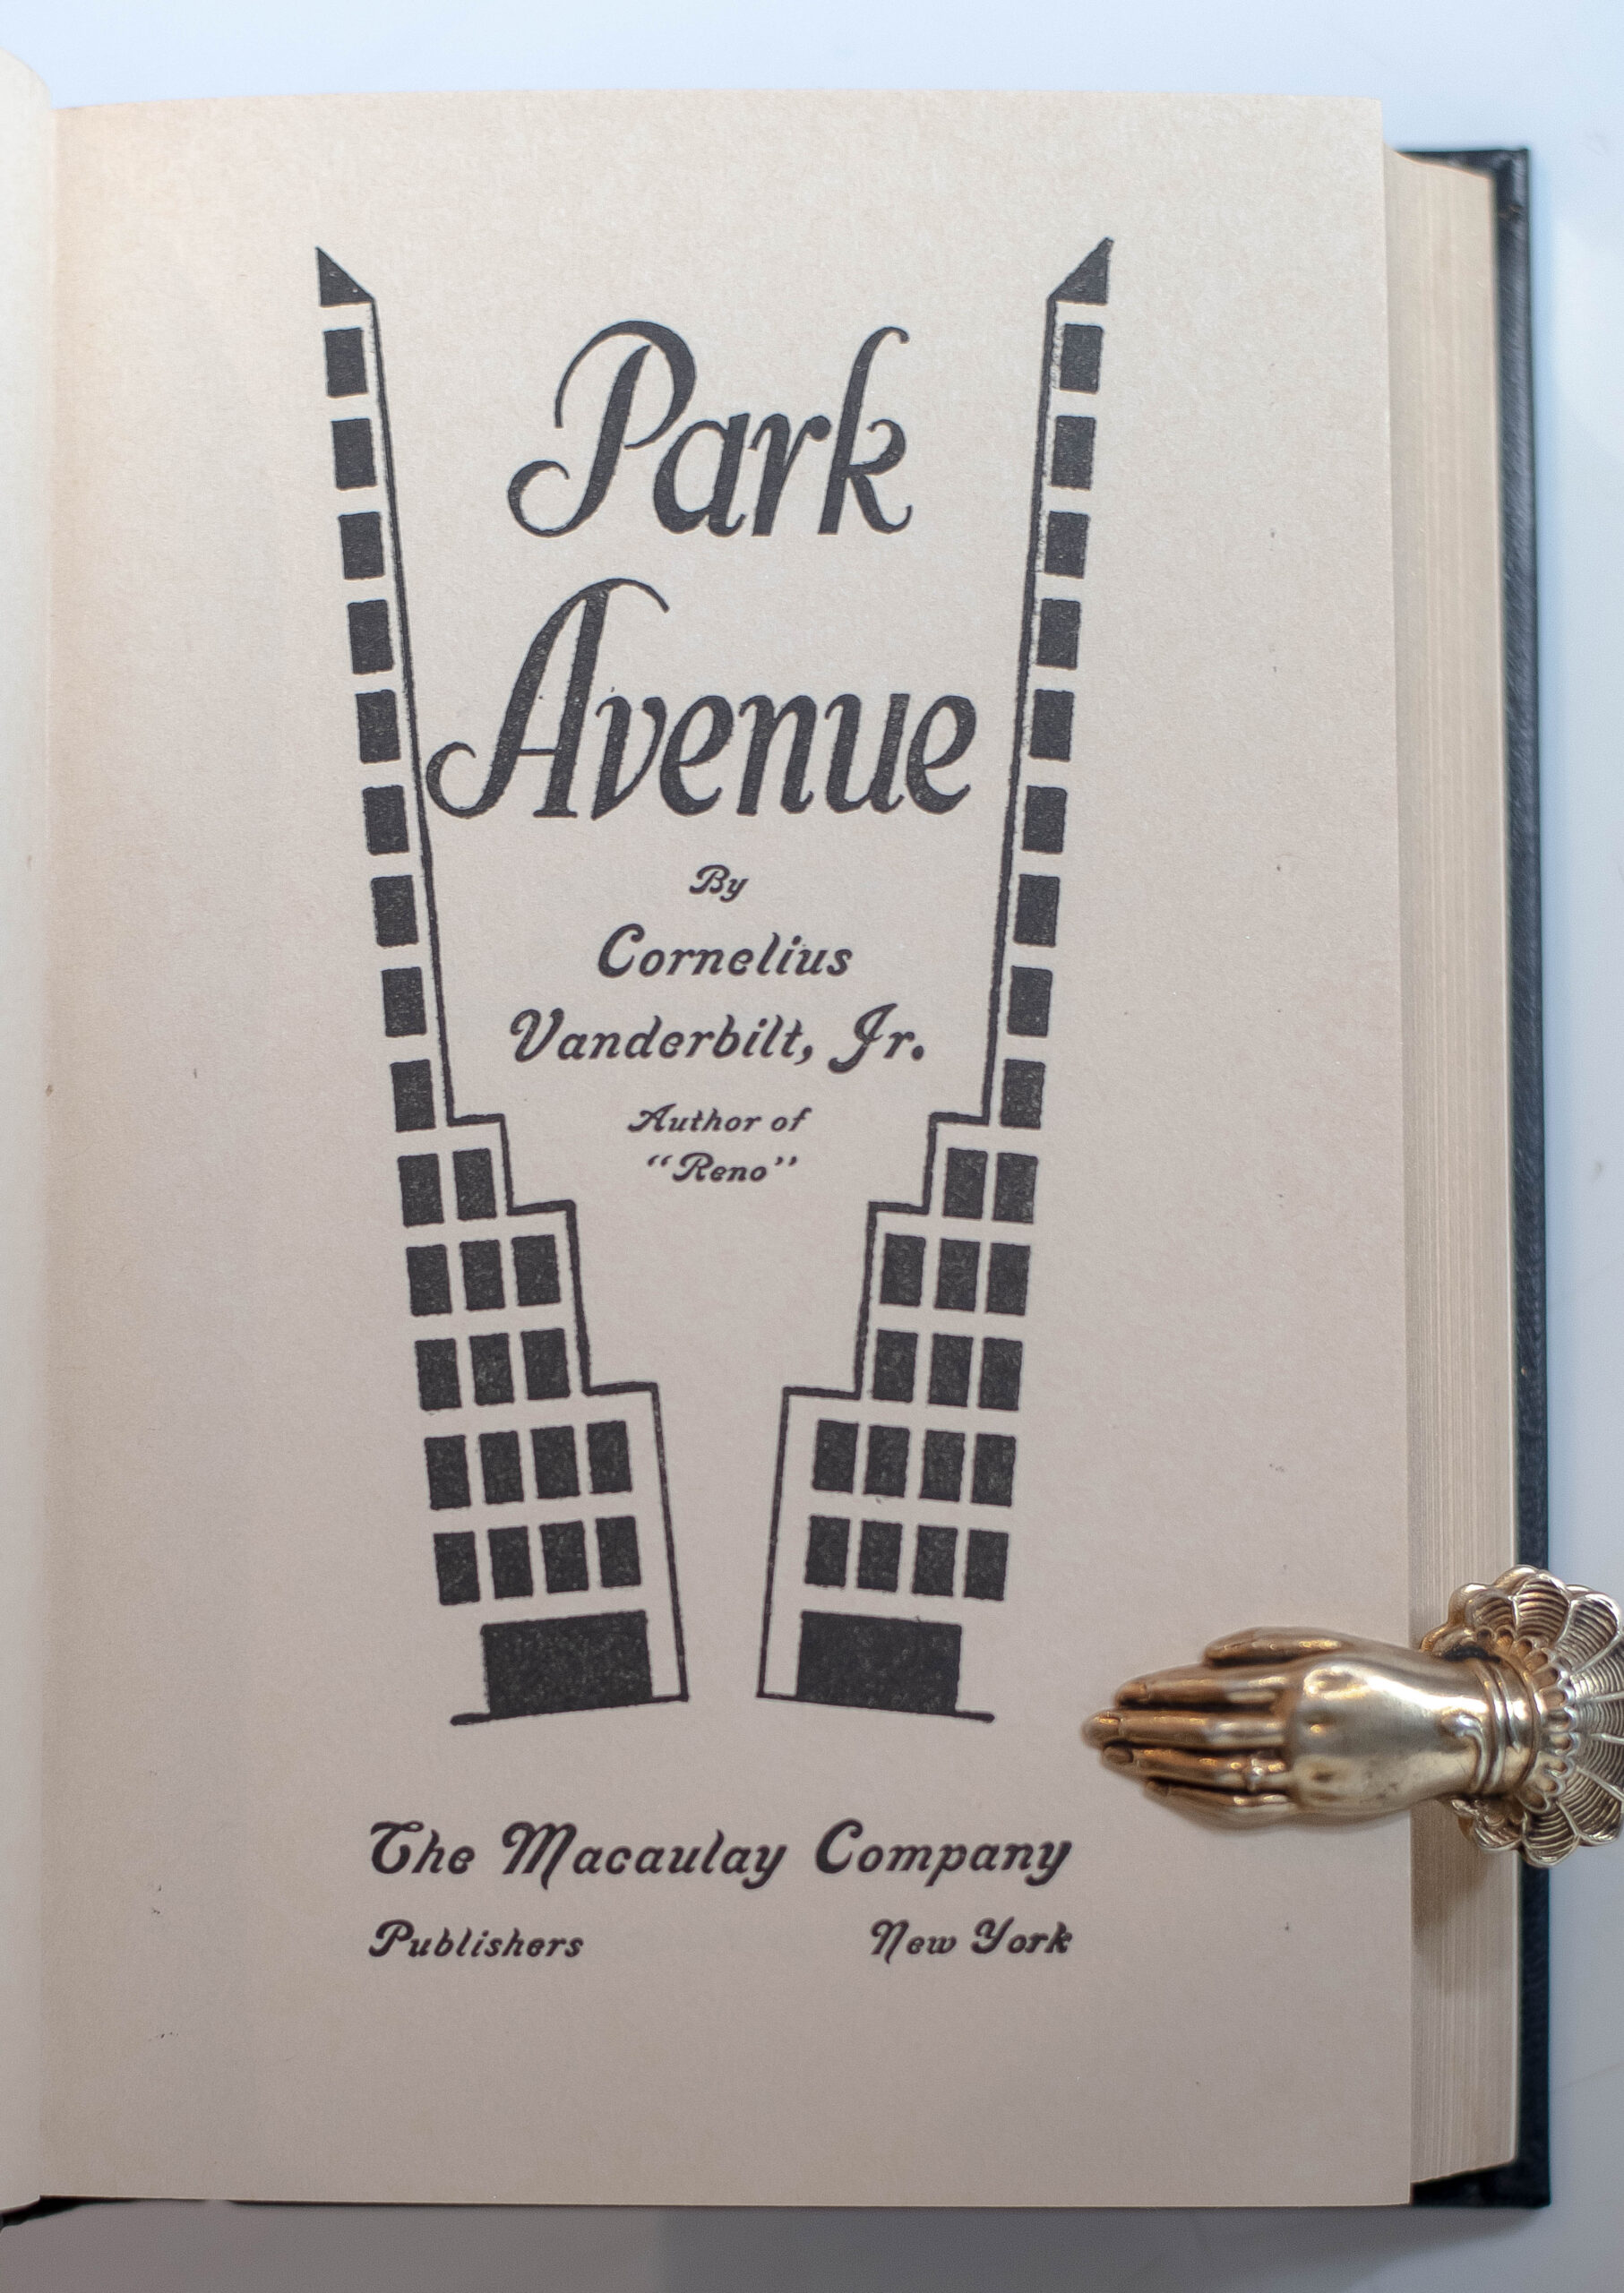 Park
Avenue
By
Cornelius
Vanderbilt, Jr.
Author of
“Reno”
The Macaulay Company
Publishers New York